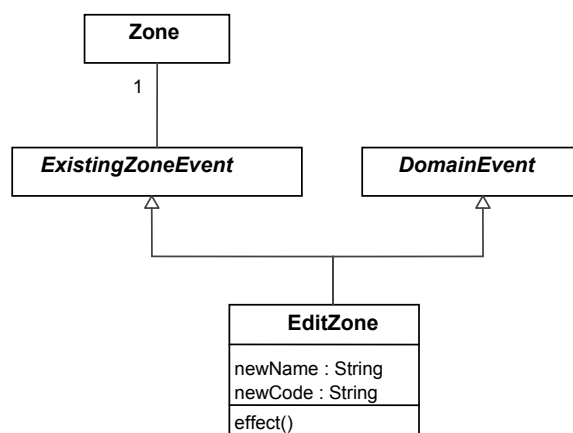 Zone
1
ExistingZoneEvent
DomainEvent
EditZone
newName : String
newCode : String
effect()